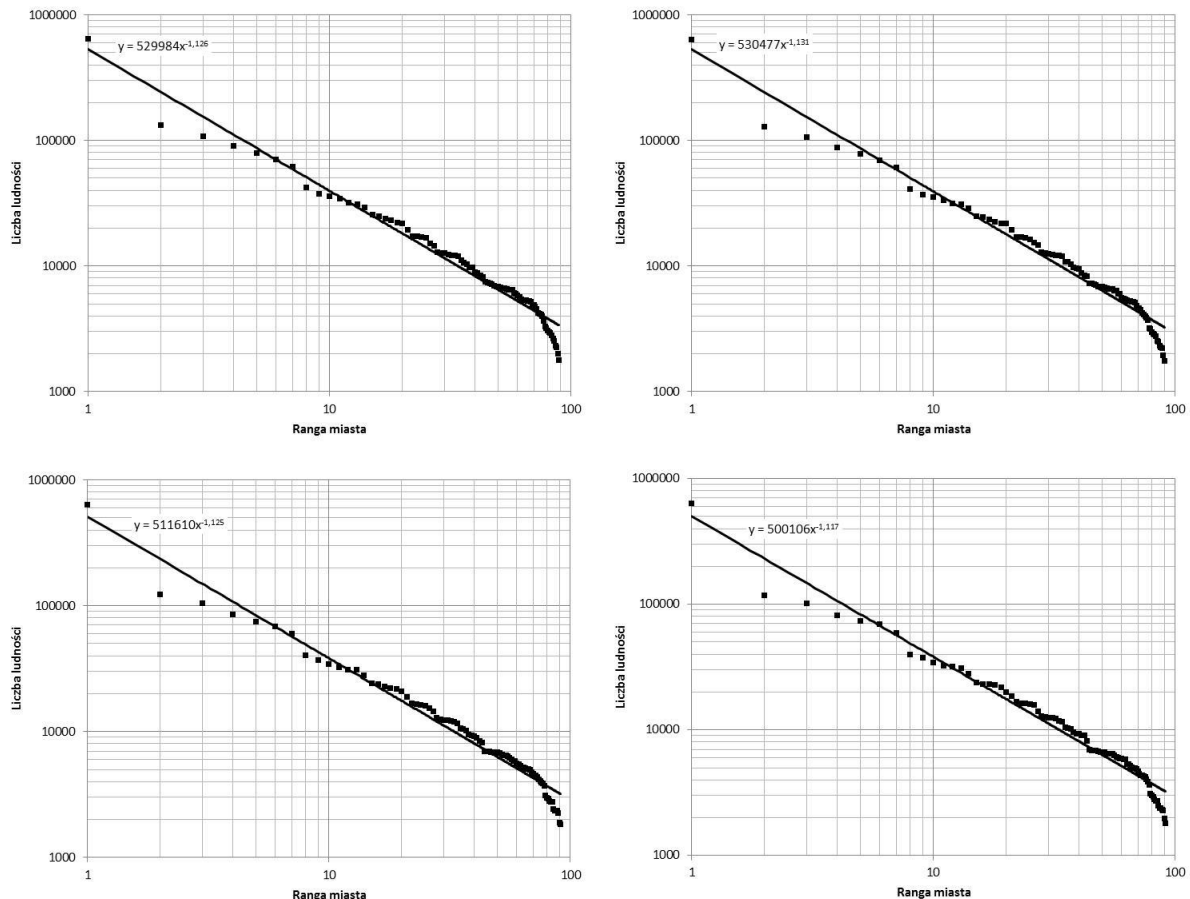 1000000
y = 529984x^-1,126
100000
Liczba ludności
10000
1000
1 10 100
Ranga miasta
1000000
y = 530477x^-1,131
100000
Liczba ludności
10000
1000
1 10 100
Ranga miasta
1000000
y = 511610x^-1,125
100000
Liczba ludności
10000
1000
1 10 100
Ranga miasta
1000000
y = 500106x^-1,117
100000
Liczba ludności
10000
1000
1 10 100
Ranga miasta